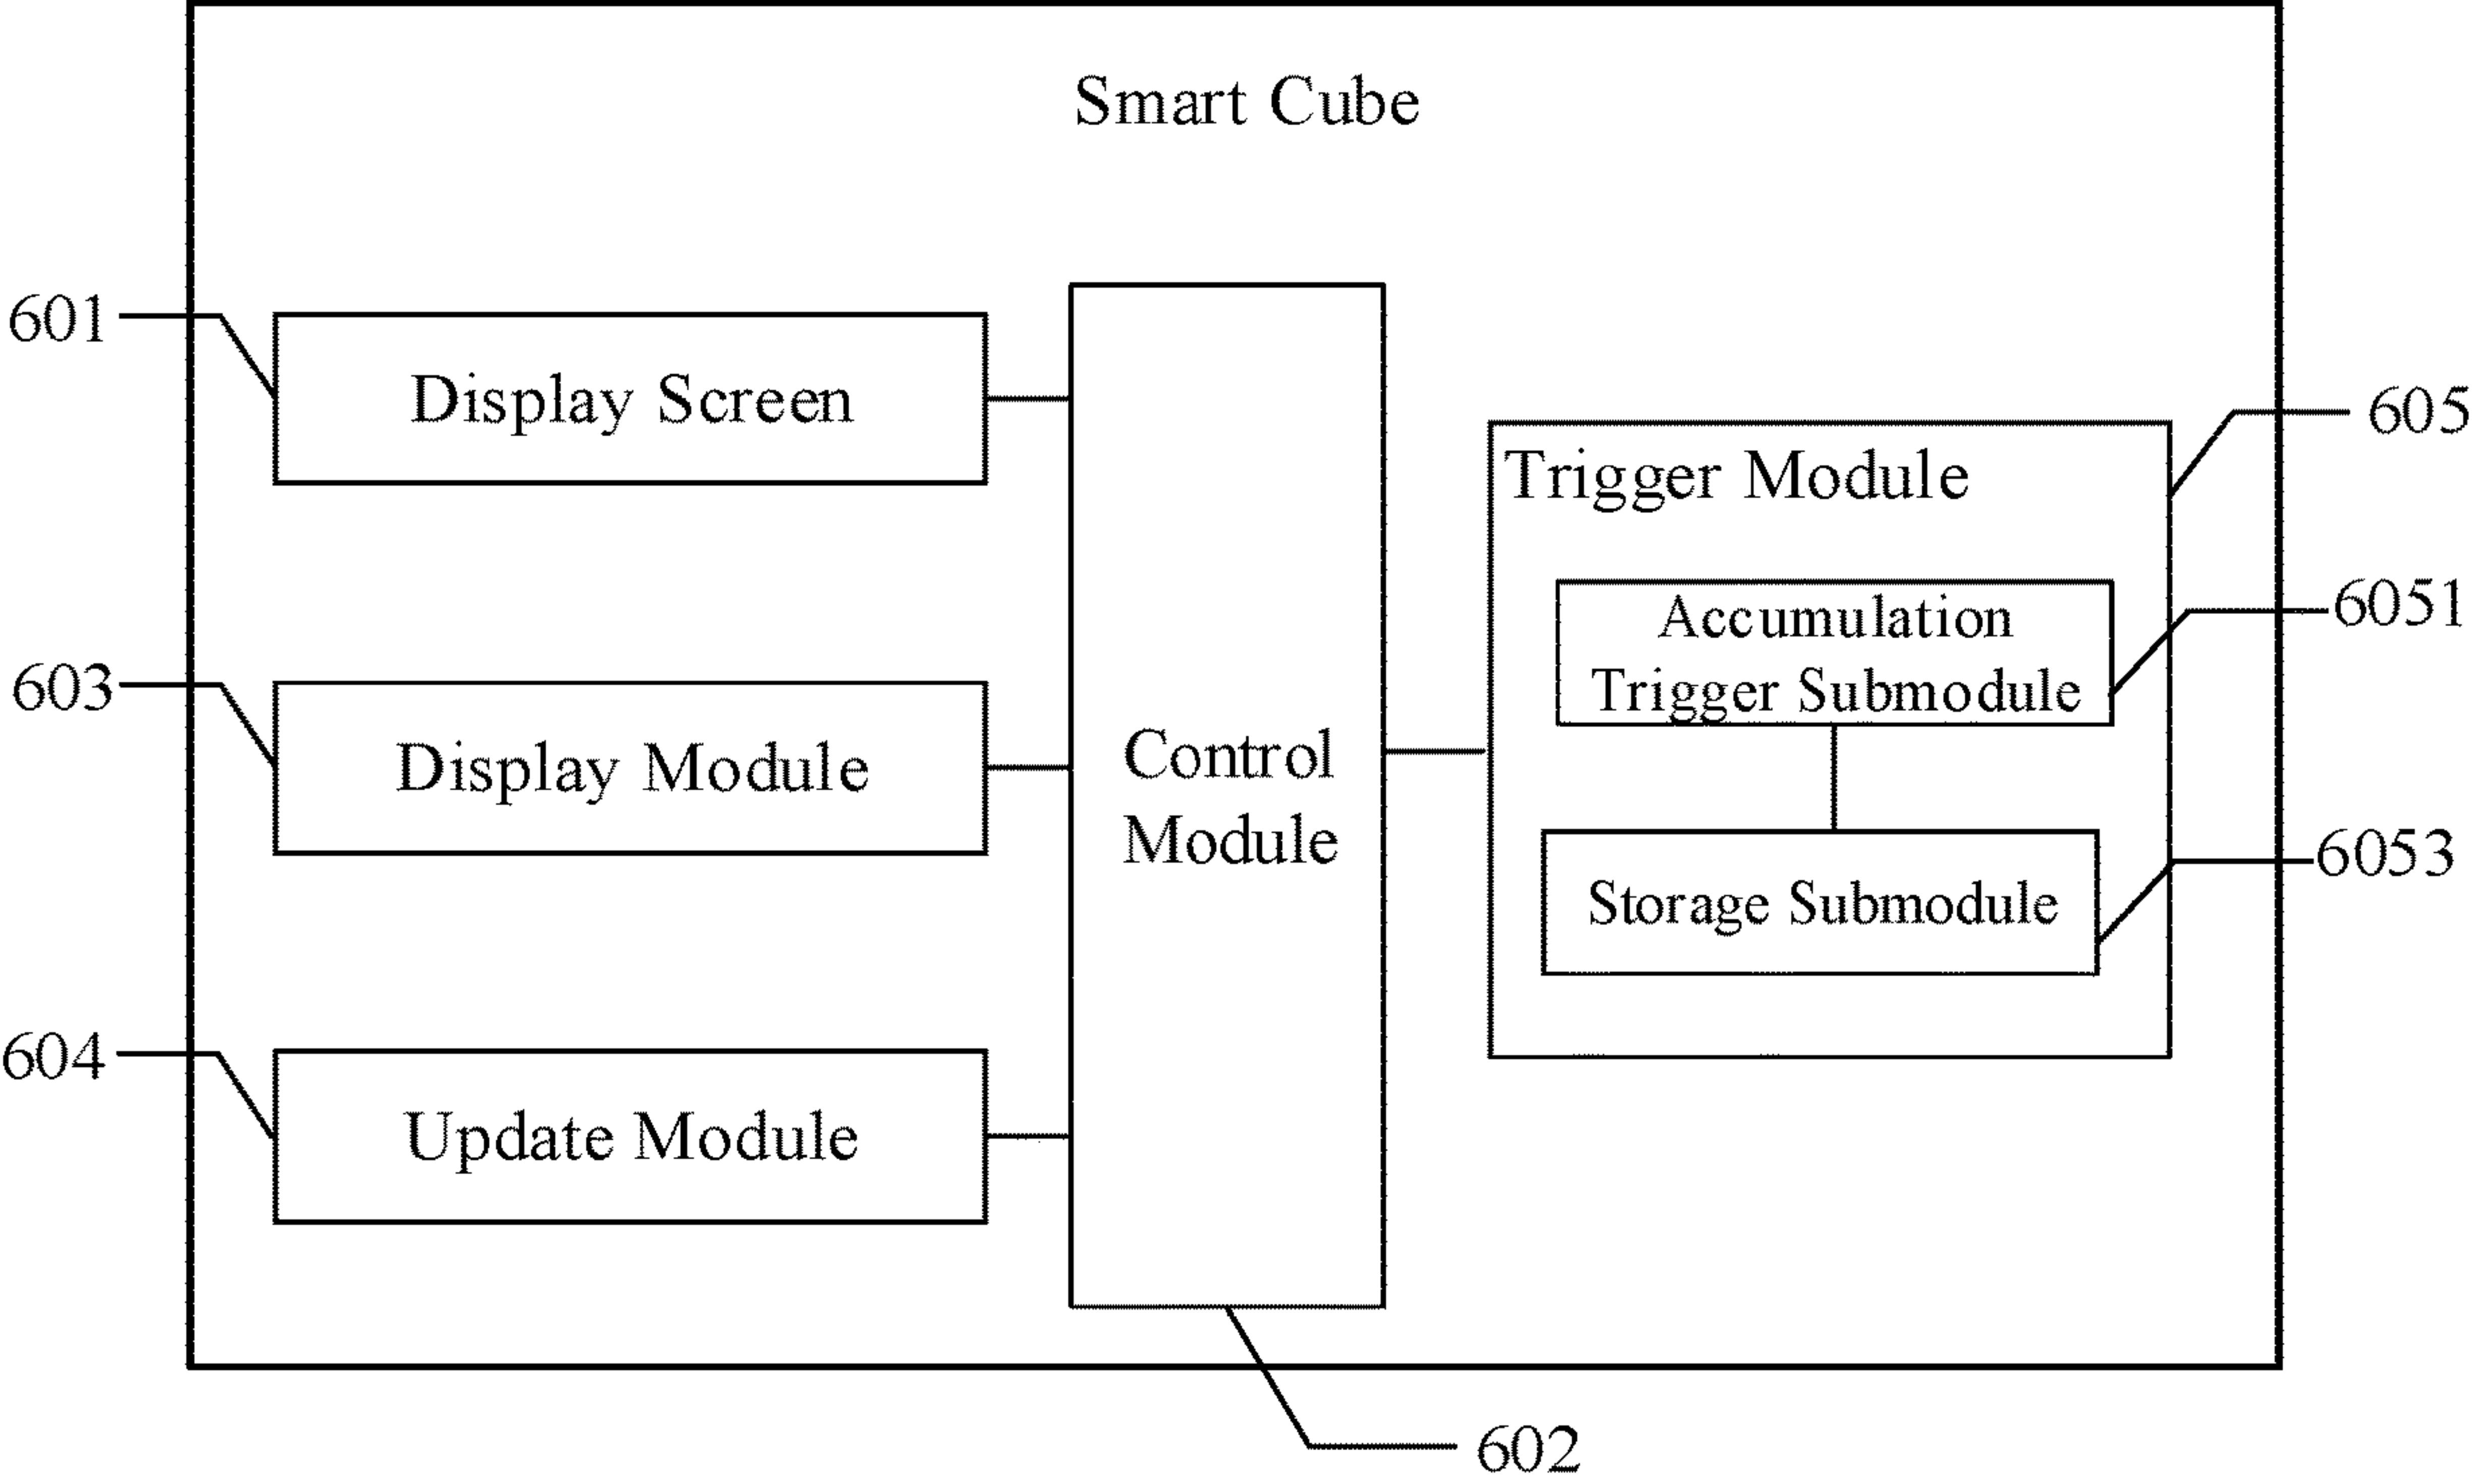 Smart Cube
601
Display Screen
605
Trigger Module
Accumulation
Trigger Submodule
6051
603
Display Module
Control
Module
6053
Storage Submodule
604
Update Module
602